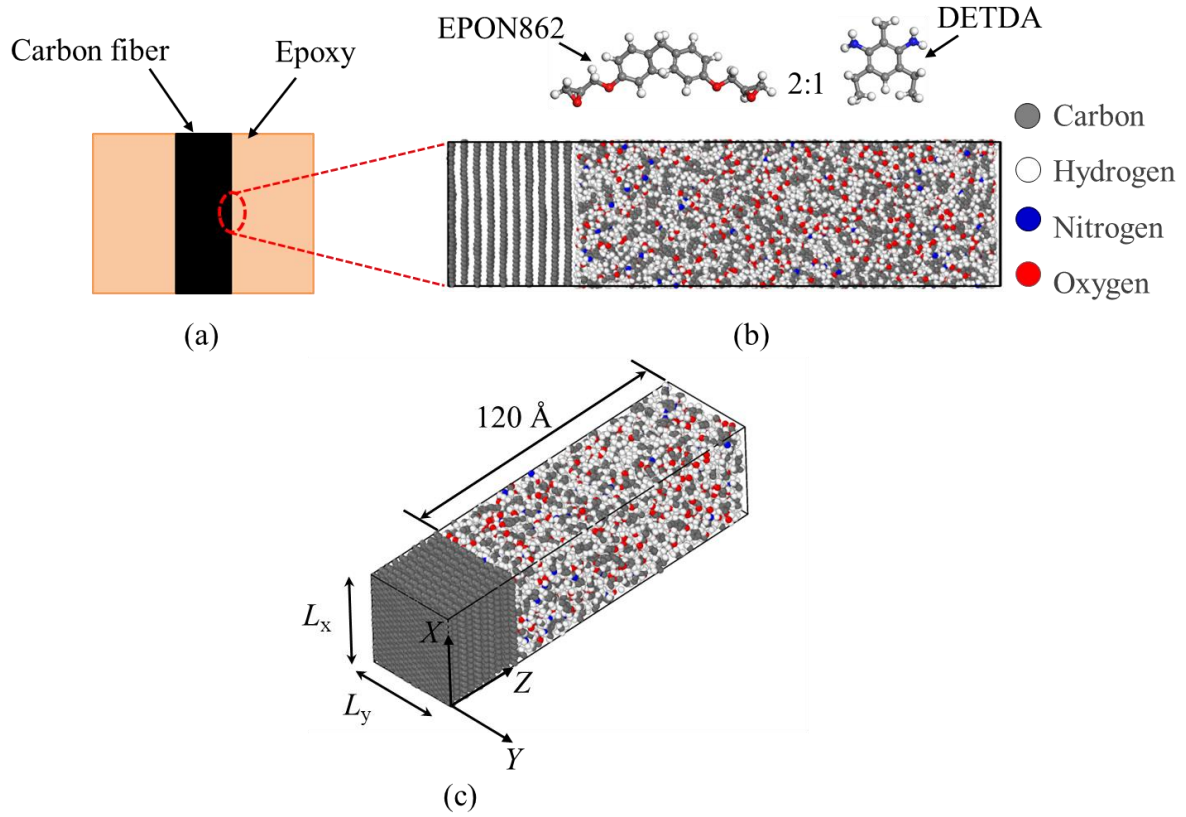 Carbon fiber
Epoxy
EPON862
DETDA
2:1
Carbon
Hydrogen
Nitrogen
Oxygen
(a)
(b)
120 Å
Lx
X
Z
Ly
Y
(c)